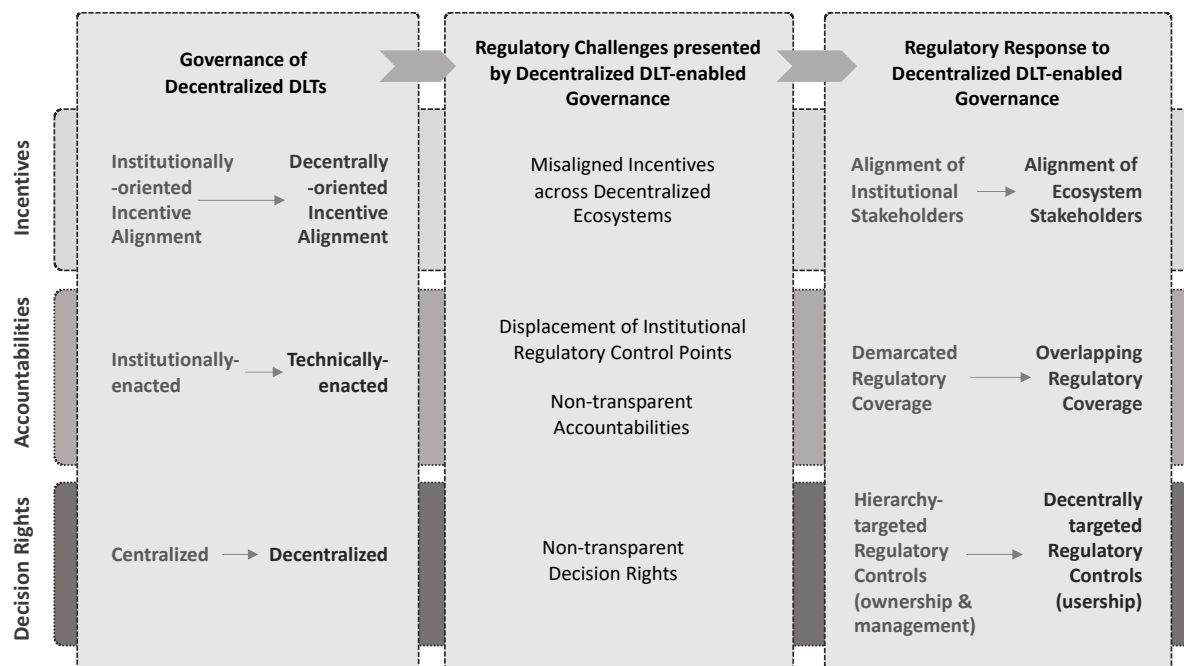 Governance of
Decentralized DLTs
Regulatory Challenges presented
by Decentralized DLT-enabled
Governance
Regulatory Response to
Decentralized DLT-enabled
Governance
Incentives
Institutionally
-oriented
Incentive
Alignment
Decentrally
-oriented
Incentive
Alignment
Misaligned Incentives
across Decentralized
Ecosystems
Alignment of
Institutional
Stakeholders
Alignment of
Ecosystem
Stakeholders
Accountabilities
Institutionally-
enacted
Technically-
enacted
Displacement of Institutional
Regulatory Control Points
Non-transparent
Accountabilities
Demarcated
Regulatory
Coverage
Overlapping
Regulatory
Coverage
Decision Rights
Centralized
Decentralized
Non-transparent
Decision Rights
Hierarchy-
targeted
Regulatory
Controls
(ownership &
management)
Decentrally
targeted
Regulatory
Controls
(usership)